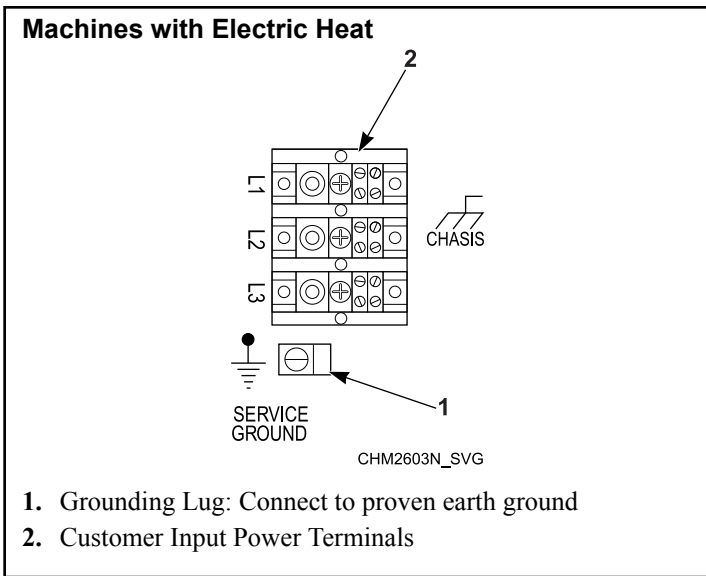 Machines with Electric Heat
2
L1
L2
L3
CHASIS
1
SERVICE
GROUND
CHM2603N_SVG
1. Grounding Lug: Connect to proven earth ground
2. Customer Input Power Terminals